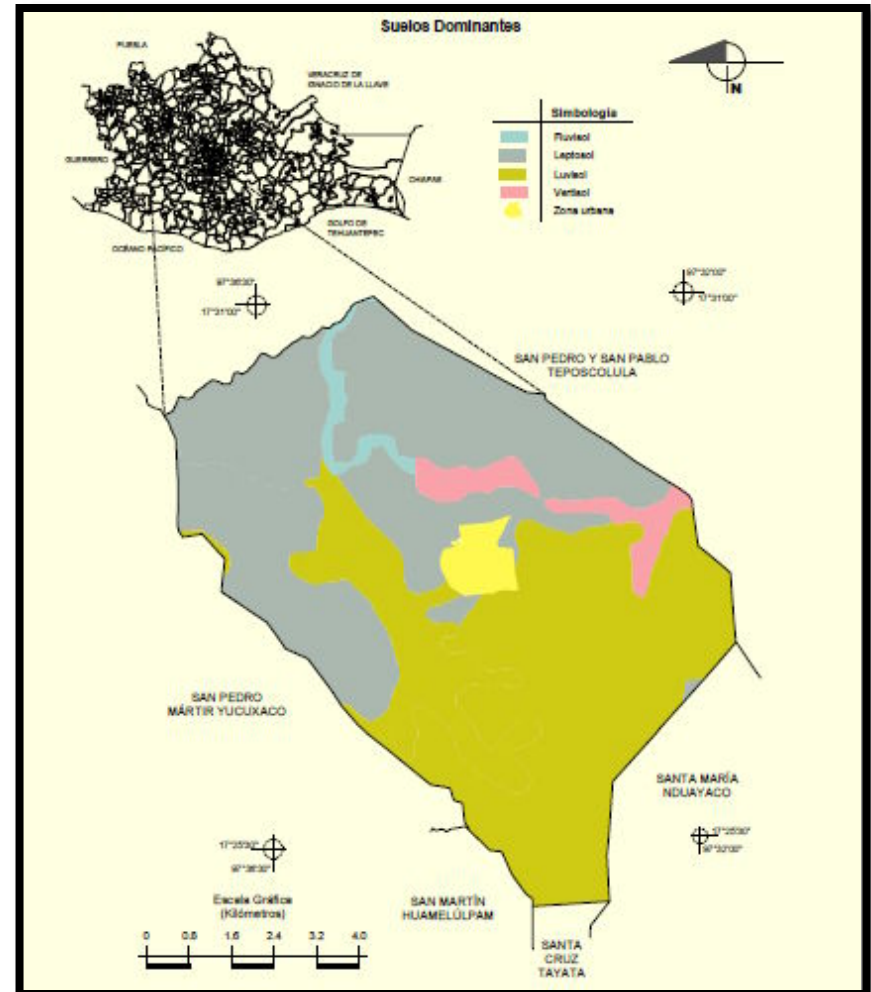 Suelos Dominantes
PUEBLA
VERACRUZ DE
IGNACIO DE LA LLAVE
GUERRERO
CHIAPAS
GOLFO DE
TEHUANTEPEC
OCÉANO PACÍFICO
N
Simbología
Fluvisol
Leptosol
Luvisol
Vertisol
Zona urbana
97°36'30"
17°31'00"
97°32'00"
17°31'00"
SAN PEDRO Y SAN PABLO
TEPOSCOLULA
SAN PEDRO
MÁRTIR YUCUXACO
SANTA MARÍA
NDUAYACO
17°25'30"
97°36'30"
17°25'30"
97°32'00"
SAN MARTÍN
HUAMELÚLPAM
SANTA
CRUZ
TAYATA
Escala Gráfica
(Kilómetros)
0 0.8 1.6 2.4 3.2 4.0